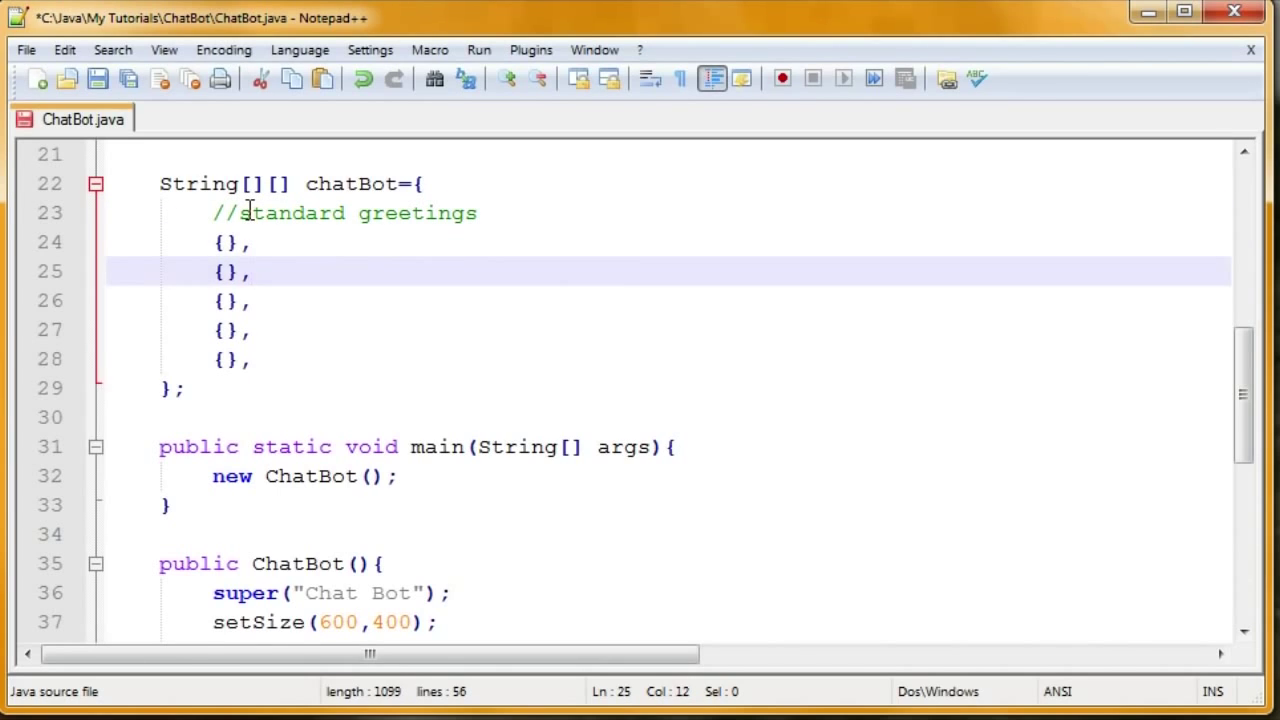 *C:\Java\My Tutorials\ChatBot\ChatBot.java - Notepad++
File Edit Search View Encoding Language Settings Macro Run Plugins Window ? X
ABC
ChatBot.java
21
22 String[][] chatBot={
23 //standard greetings
24 {},
25 {},
26 {},
27 {},
28 {},
29 };
30
31 public static void main(String[] args){
32 new ChatBot();
33 }
34
35 public ChatBot(){
36 super("Chat Bot");
37 setSize(600,400);
Java source file length : 1099 lines : 56 Ln : 25 Col : 12 Sel : 0 Dos\Windows ANSI INS